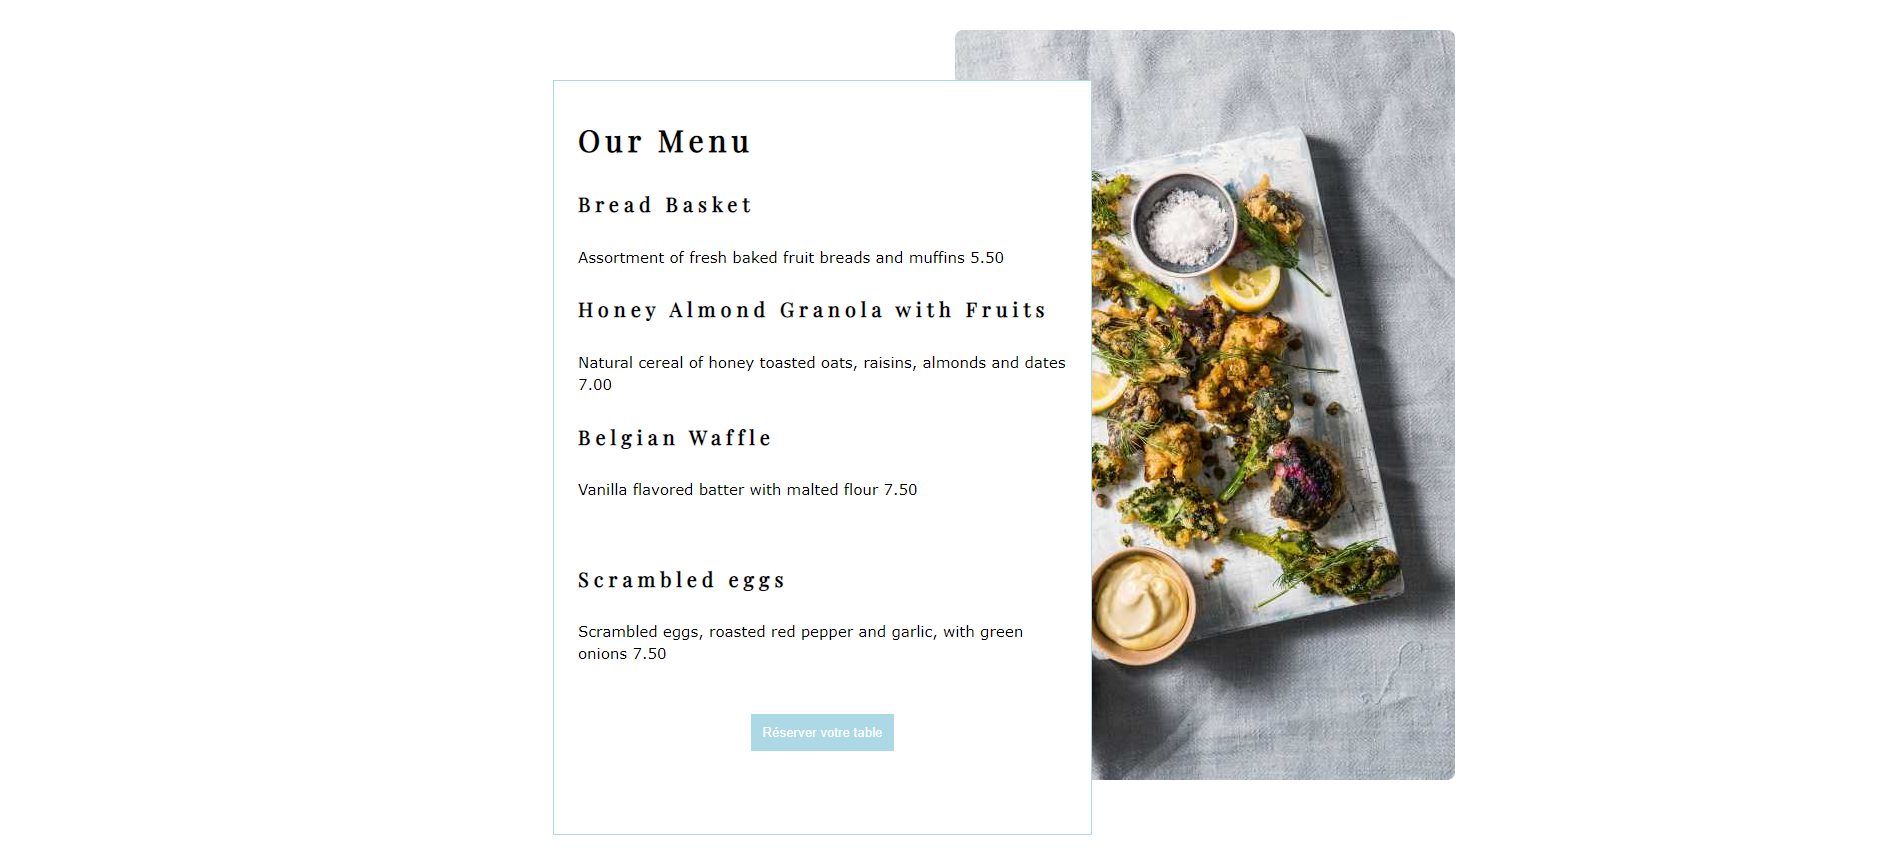 Our Menu
Bread Basket
Assortment of fresh baked fruit breads and muffins 5.50
Honey Almond Granola with Fruits
Natural cereal of honey toasted oats, raisins, almonds and dates
7.00
Belgian Waffle
Vanilla flavored batter with malted flour 7.50
Scrambled eggs
Scrambled eggs, roasted red pepper and garlic, with green
onions 7.50
Réserver votre table